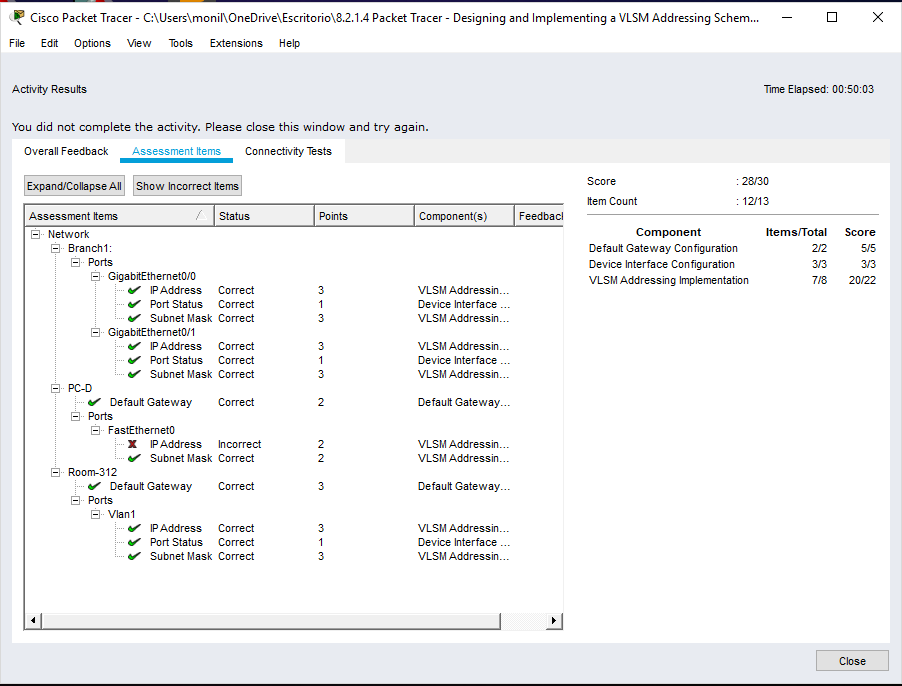 Cisco Packet Tracer - C:\Users\monil\OneDrive\Escritorio\8.2.1.4 Packet Tracer - Designing and Implementing a VLSM Addressing Schem...
File Edit Options View Tools Extensions Help
Activity Results
Time Elapsed: 00:50:03
You did not complete the activity. Please close this window and try again.
Overall Feedback Assessment Items Connectivity Tests
Expand/Collapse All Show Incorrect Items
Assessment Items Status Points Component(s) Feedback
Network
Branch1:
Ports
GigabitEthernet0/0
IP Address Correct 3 VLSM Addressin...
Port Status Correct 1 Device Interface ...
Subnet Mask Correct 3 VLSM Addressin...
GigabitEthernet0/1
IP Address Correct 3 VLSM Addressin...
Port Status Correct 1 Device Interface ...
Subnet Mask Correct 3 VLSM Addressin...
PC-D
Default Gateway Correct 2 Default Gateway...
Ports
FastEthernet0
IP Address Incorrect 2 VLSM Addressin...
Subnet Mask Correct 2 VLSM Addressin...
Room-312
Default Gateway Correct 3 Default Gateway...
Ports
Vlan1
IP Address Correct 3 VLSM Addressin...
Port Status Correct 1 Device Interface ...
Subnet Mask Correct 3 VLSM Addressin...
Score : 28/30
Item Count : 12/13
Component Items/Total Score
Default Gateway Configuration 2/2 5/5
Device Interface Configuration 3/3 3/3
VLSM Addressing Implementation 7/8 20/22
Close